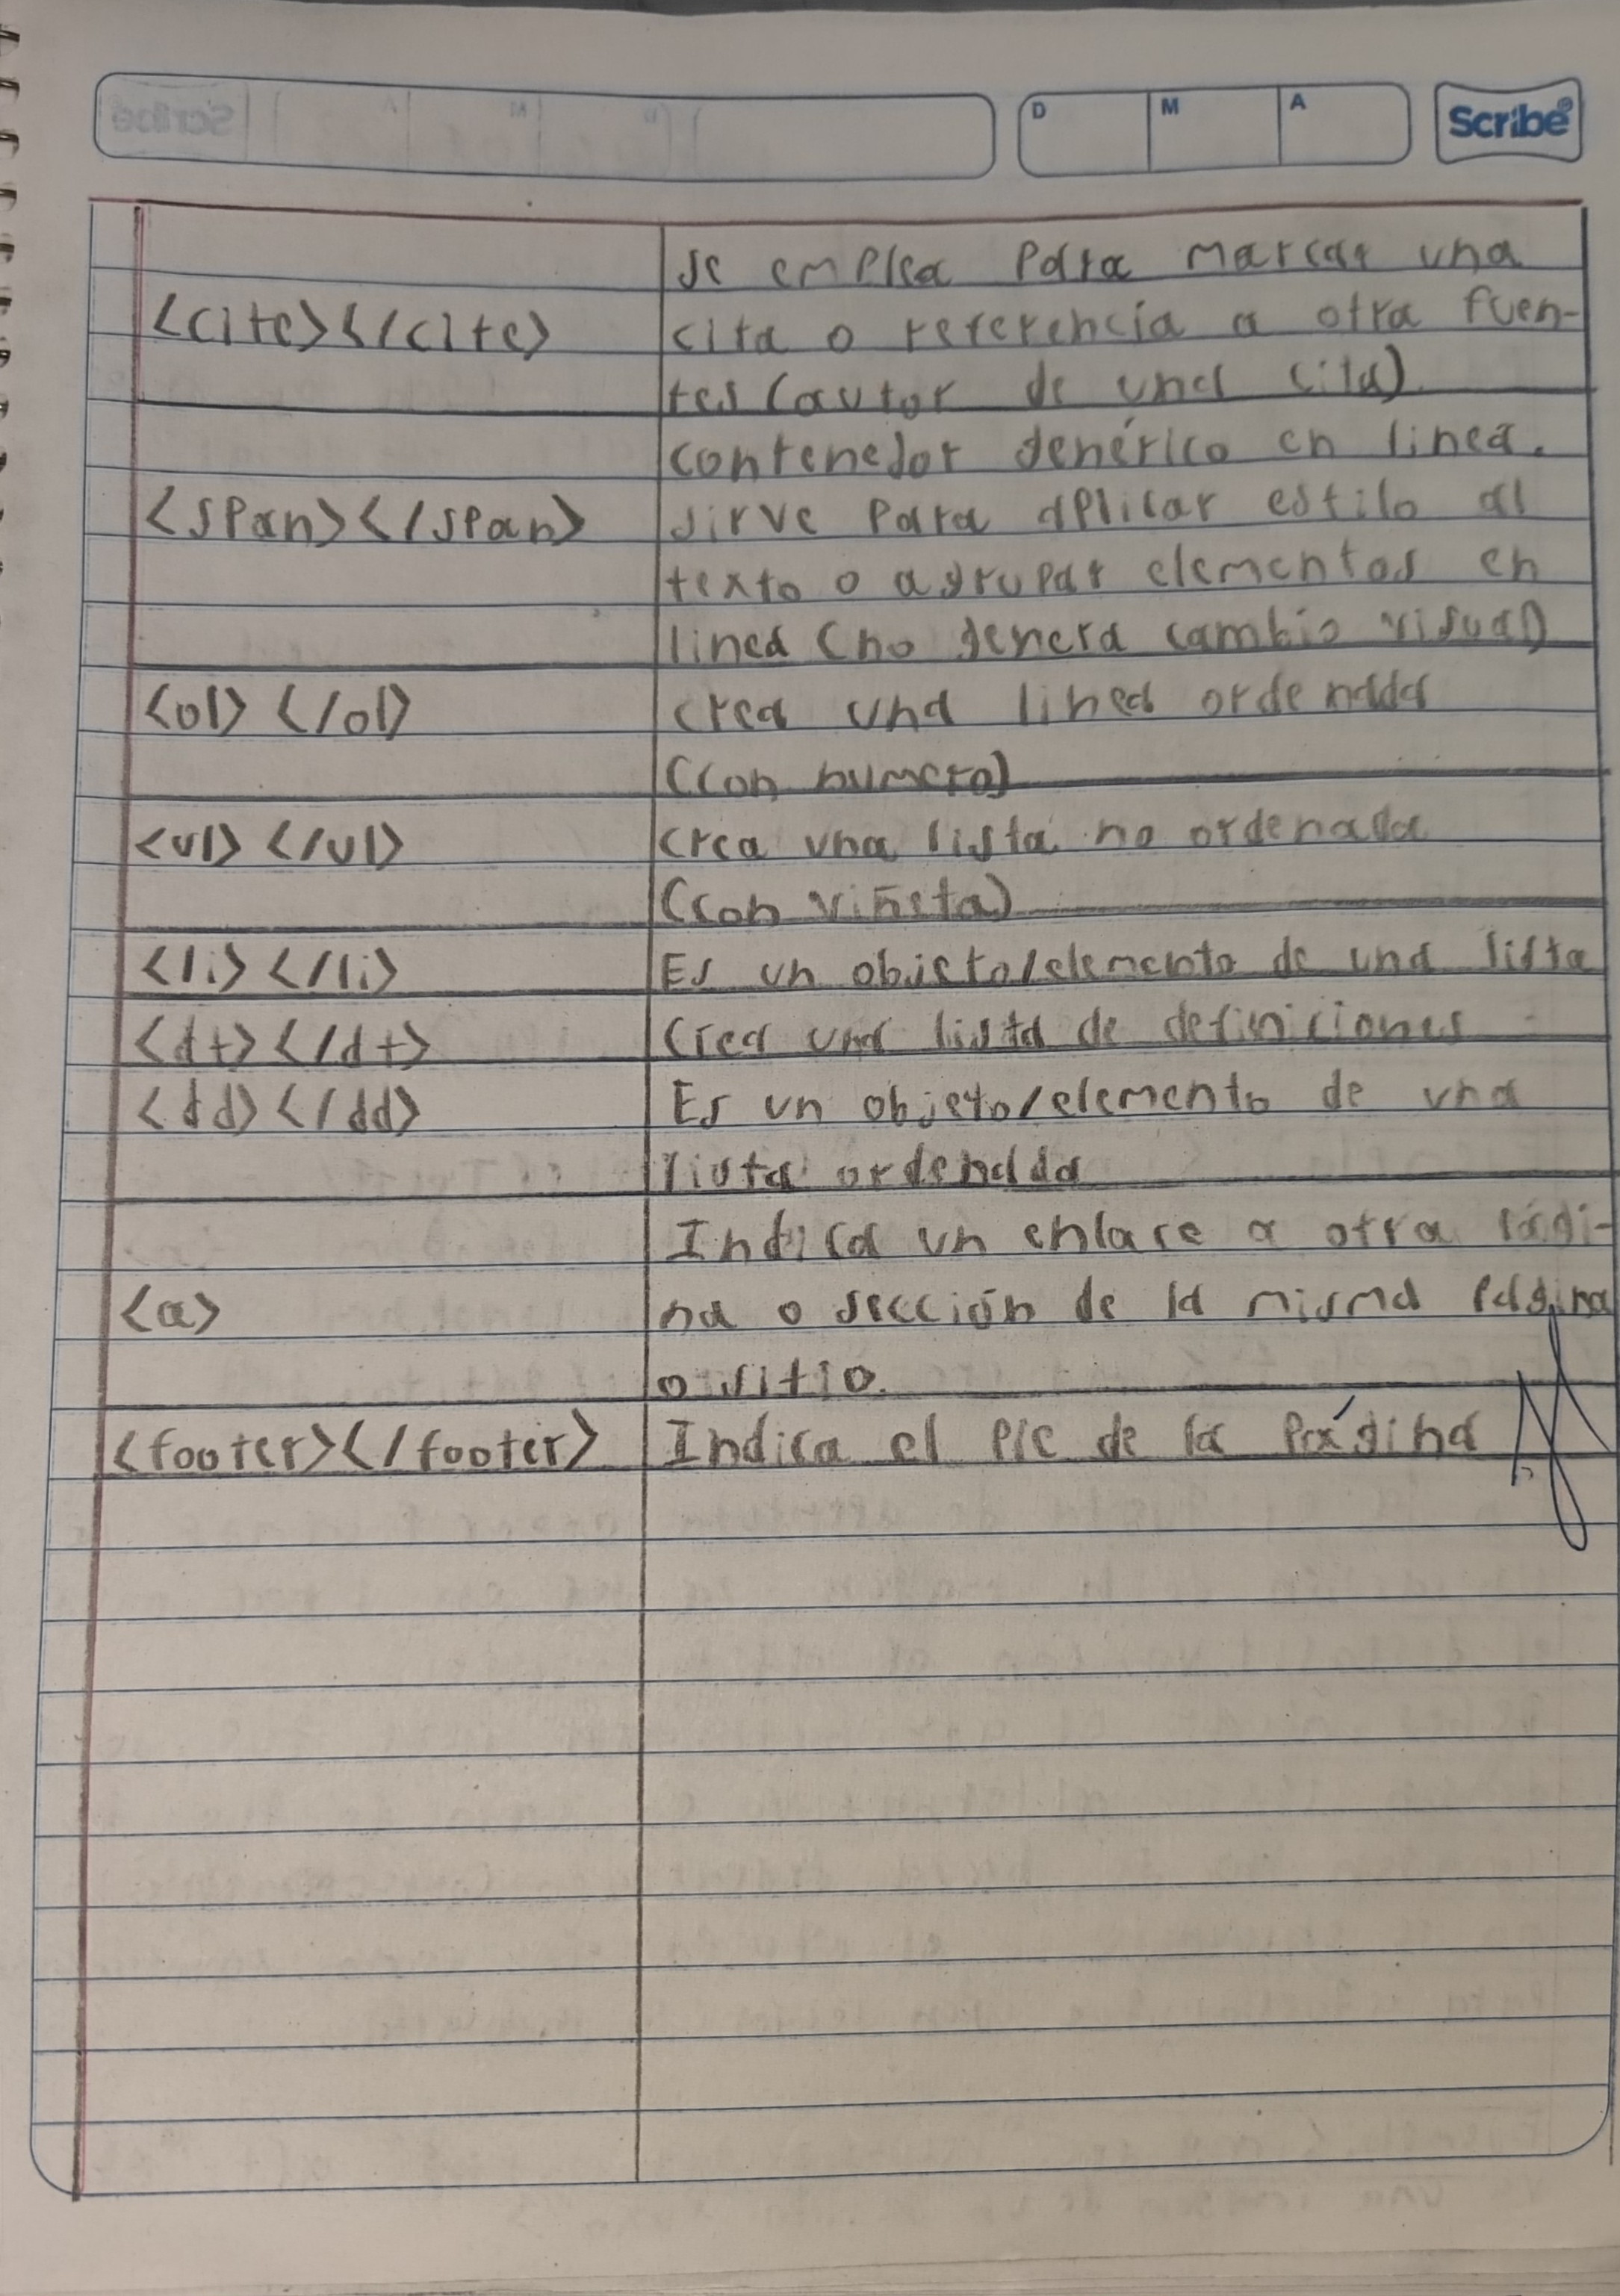 D M A Scribe
se emplea para marcar una
<cite></cite> cita o referencia a otra fuen-
tes (autor de una cita)
contenedor genérico en linea.
<span></span> sirve para aplicar estilo al
texto o agrupar elementos en
linea (no genera cambio visual)
<ol> </ol> crea una linea ordenada
(con numero)
<ul> </ul> crea una lista no ordenada
(con viñeta)
<li></li> Es un objeto/elemento de una lista
<dt></dt> Crea una lista de definiciones
<dd></dd> Es un objeto/elemento de una
lista ordenada
Indica un enlace a otra pági-
<a> na o sección de la misma página
o sitio.
<footer></footer> Indica el pie de la página